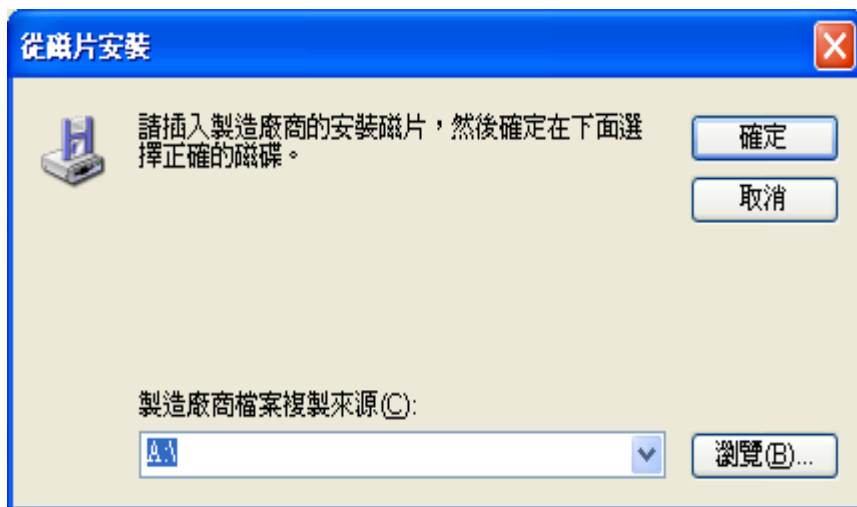 從磁片安裝
請插入製造廠商的安裝磁片，然後確定在下面選
擇正確的磁碟。
確定
取消
製造廠商檔案複製來源(C):
A:\
瀏覽(B)...